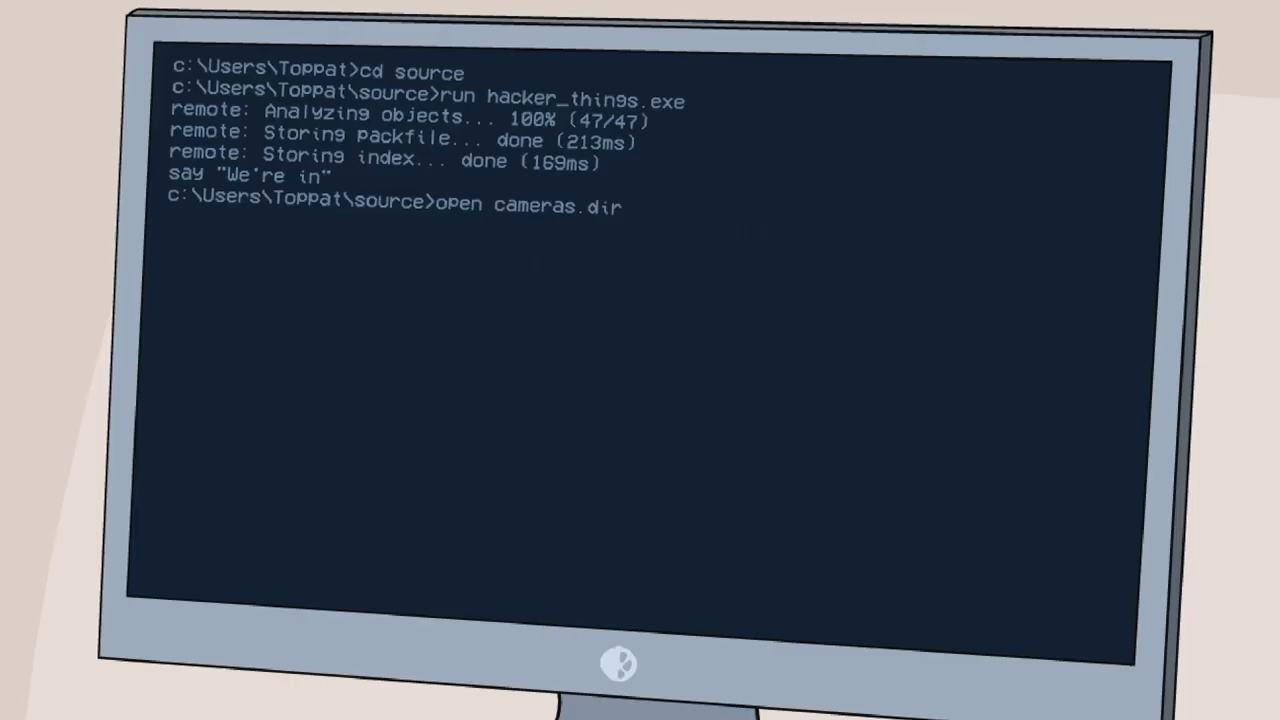 c:\Users\Toppat>cd source
c:\Users\Toppat\source>run hacker_things.exe
remote: Analyzing objects... 100% (47/47)
remote: Storing packfile... done (213ms)
remote: Storing index... done (169ms)
say "We're in"
c:\Users\Toppat\source>open cameras.dir